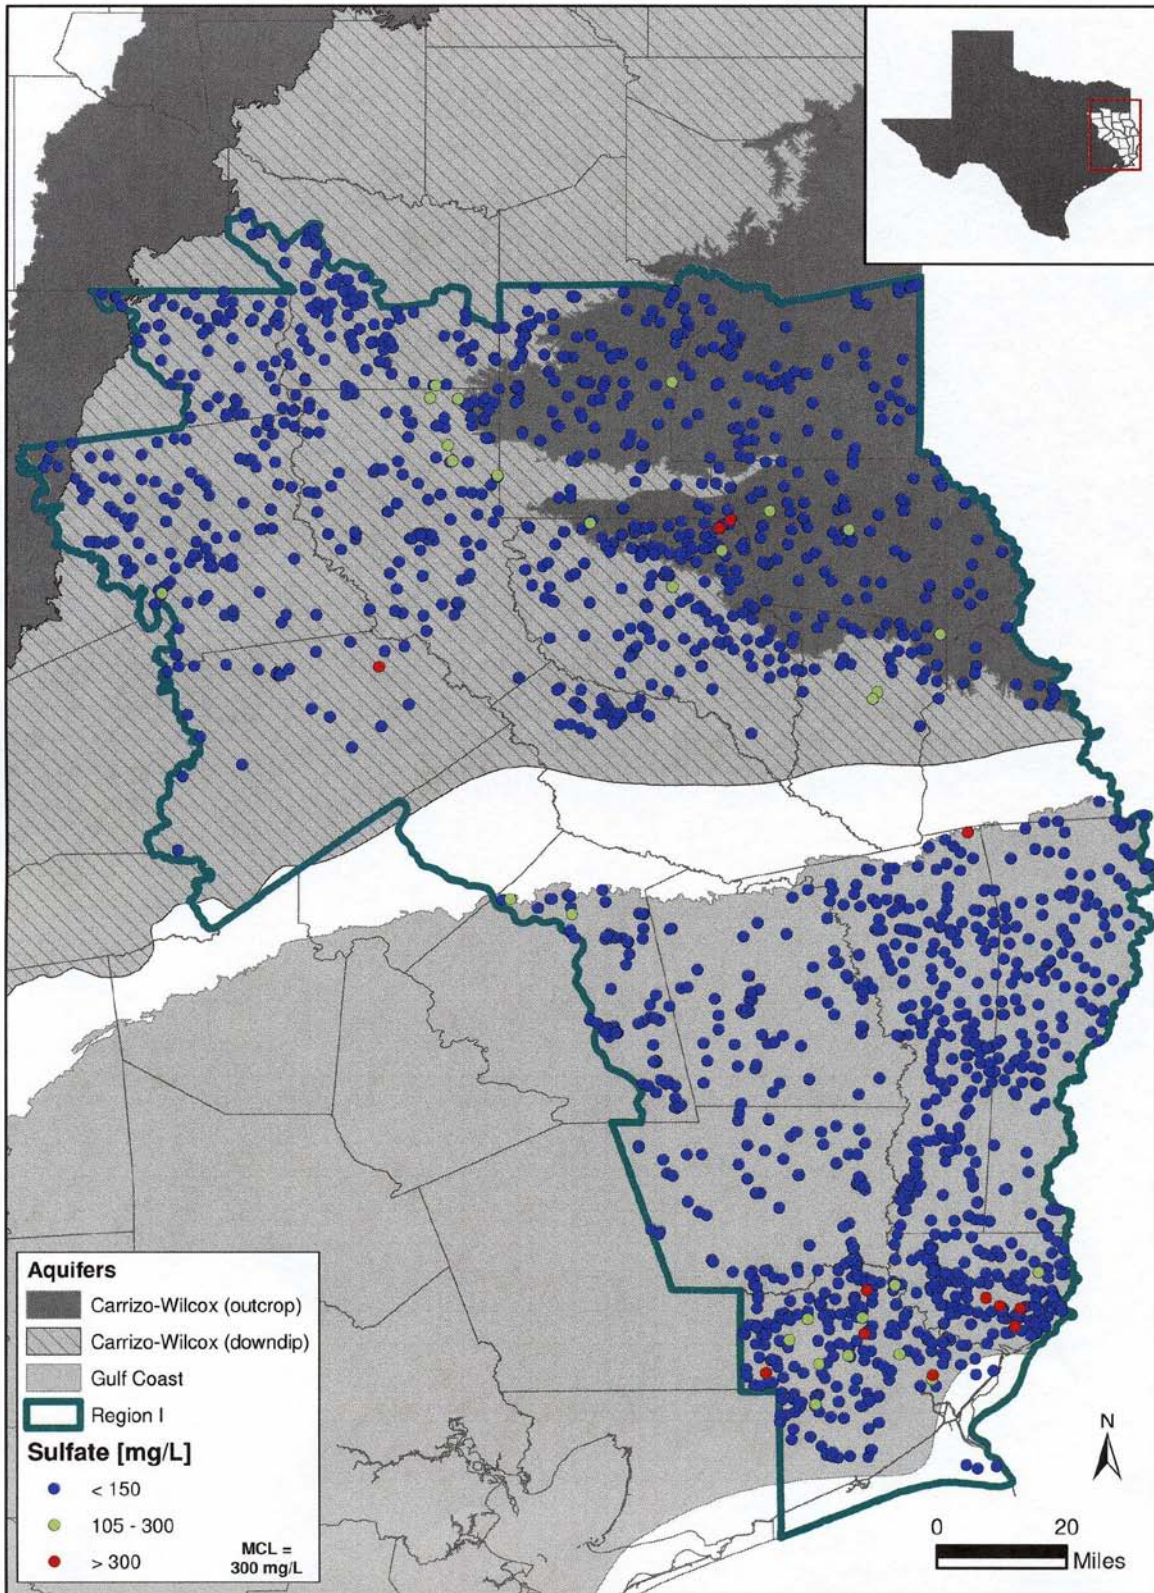 Aquifers
Carrizo-Wilcox (outcrop)
Carrizo-Wilcox (downdip)
Gulf Coast
Region I
Sulfate [mg/L]
< 150
105 - 300
> 300
MCL =
300 mg/L
N
0 20
Miles